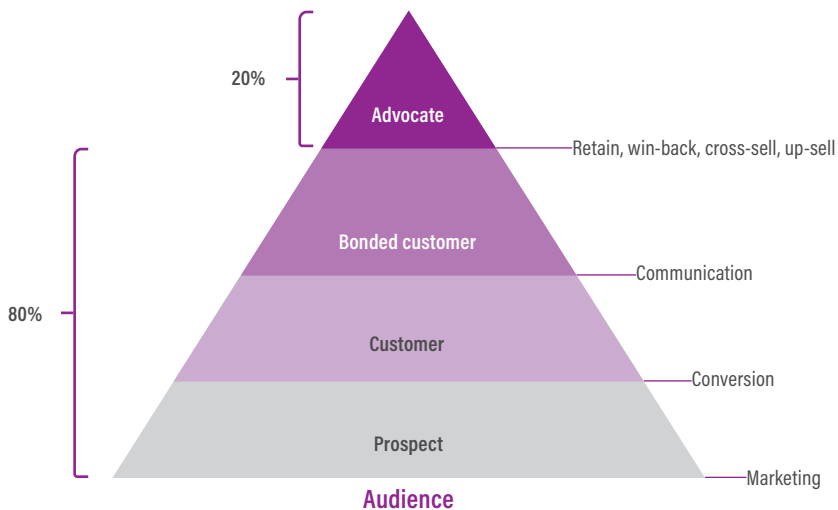 20%
Advocate
Retain, win-back, cross-sell, up-sell
Bonded customer
Communication
80%
Customer
Conversion
Prospect
Marketing
Audience